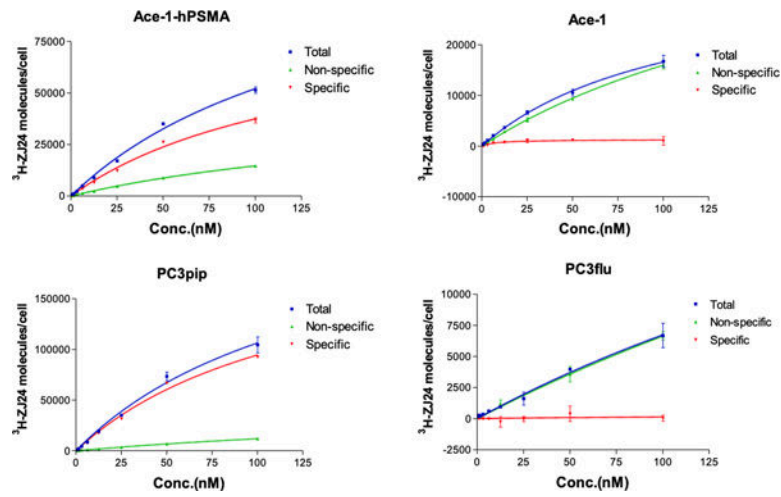 Ace-1-hPSMA
³H-ZJ24 molecules/cell
75000
50000
25000
0
0
25
50
75
100
125
Conc.(nM)
Total
Non-specific
Specific
Ace-1
³H-ZJ24 molecules/cell
20000
10000
0
-10000
25
50
75
100
125
Conc.(nM)
Total
Non-specific
Specific
PC3pip
³H-ZJ24 molecules/cell
150000
100000
50000
0
0
25
50
75
100
125
Conc.(nM)
Total
Non-specific
Specific
PC3flu
³H-ZJ24 molecules/cell
10000
7500
5000
2500
0
-2500
25
50
75
100
125
Conc.(nM)
Total
Non-specific
Specific